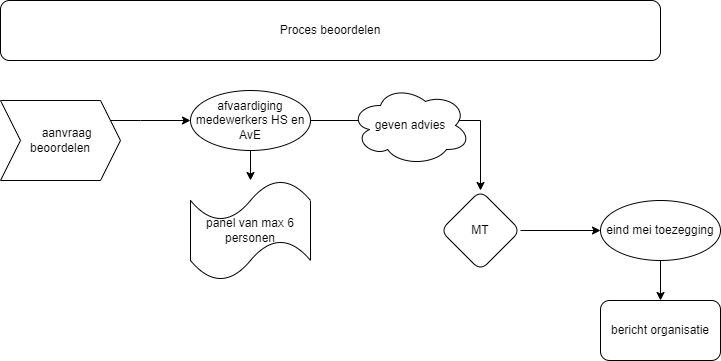 Proces beoordelen
aanvraag
beoordelen
afvaardiging
medewerkers HS en
AvE
geven advies
panel van max 6
personen
MT
eind mei toezegging
bericht organisatie